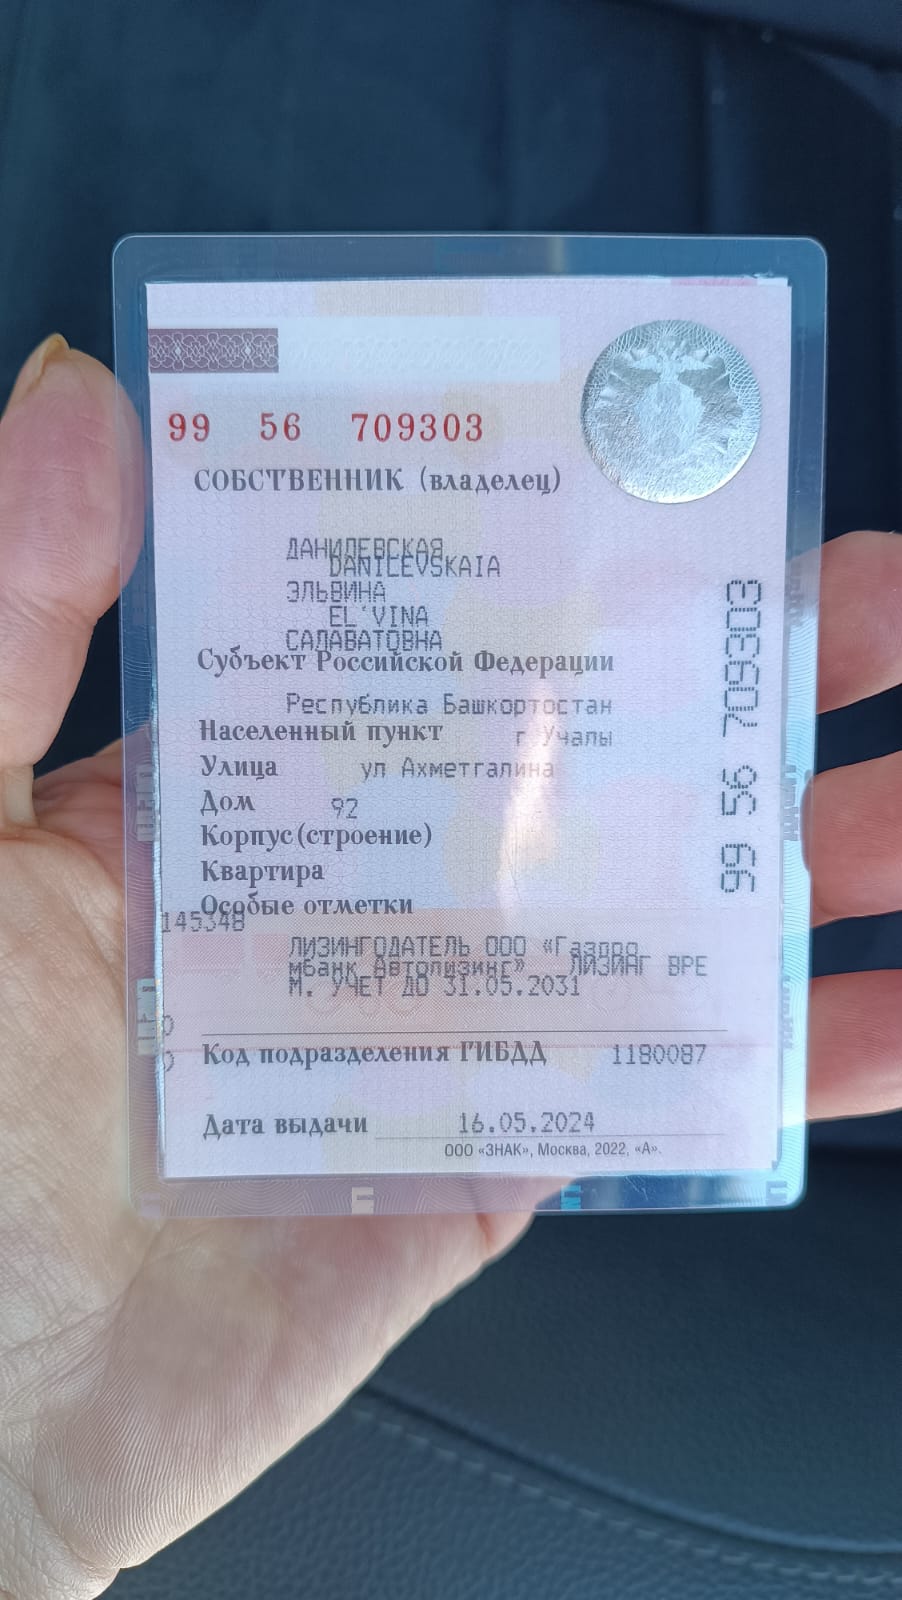 99 56 709303
СОБСТВЕННИК (владелец)
ДАНИЛЕВСКАЯ
DANILEVSKAIA
ЭЛЬВИНА
EL'VINA
САЛАВАТОВНА
Субъект Российской Федерации
Республика Башкортостан
Населенный пункт г Учалы
Улица ул Ахметгалина
Дом 92
Корпус(строение)
Квартира
Особые отметки
145348
ЛИЗИНГОДАТЕЛЬ ООО «Газпро
мбанк Автолизинг» ЛИЗИНГ ВРЕ
М. УЧЕТ ДО 31.05.2031
Код подразделения ГИБДД 1180087
Дата выдачи 16.05.2024
ООО «ЗНАК», Москва, 2022, «А».
99 56 709303